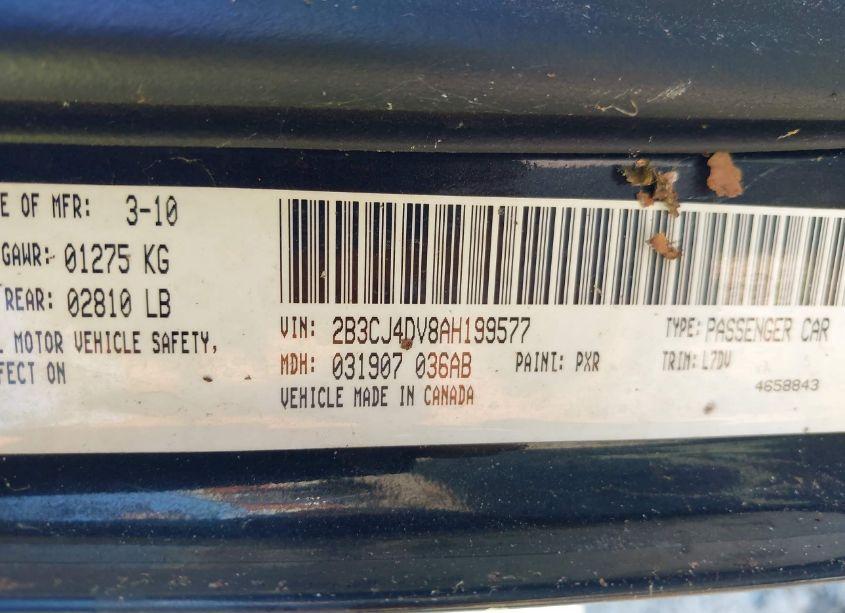 E OF MFR: 3-10
GAWR: 01275 KG
REAR: 02810 LB
MOTOR VEHICLE SAFETY,
FECT ON
VIN: 2B3CJ4DV8AH199577
TYPE: PASSENGER CAR
MDH: 031907 036AB
PAINT: PXR
TRIM: L7DV
VEHICLE MADE IN CANADA
4658843